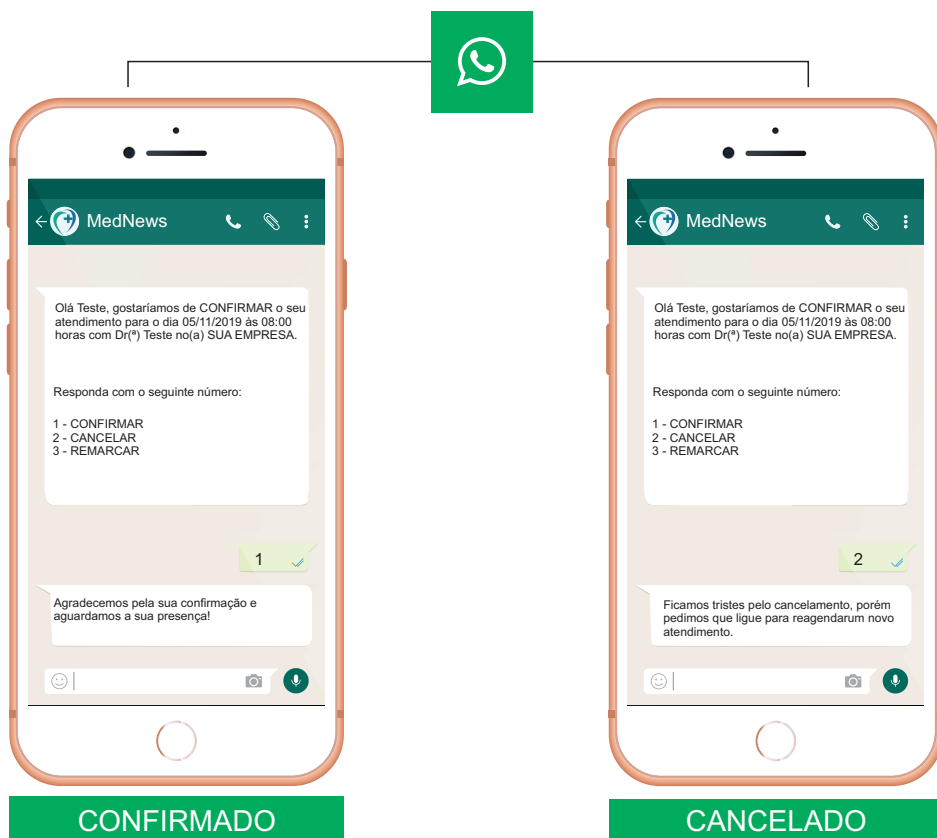 MedNews
Olá Teste, gostaríamos de CONFIRMAR o seu
atendimento para o dia 05/11/2019 às 08:00
horas com Dr(ª) Teste no(a) SUA EMPRESA.
Responda com o seguinte número:
1 - CONFIRMAR
2 - CANCELAR
3 - REMARCAR
1
Agradecemos pela sua confirmação e
aguardamos a sua presença!
CONFIRMADO
MedNews
Olá Teste, gostaríamos de CONFIRMAR o seu
atendimento para o dia 05/11/2019 às 08:00
horas com Dr(ª) Teste no(a) SUA EMPRESA.
Responda com o seguinte número:
1 - CONFIRMAR
2 - CANCELAR
3 - REMARCAR
2
Ficamos tristes pelo cancelamento, porém
pedimos que ligue para reagendarum novo
atendimento.
CANCELADO